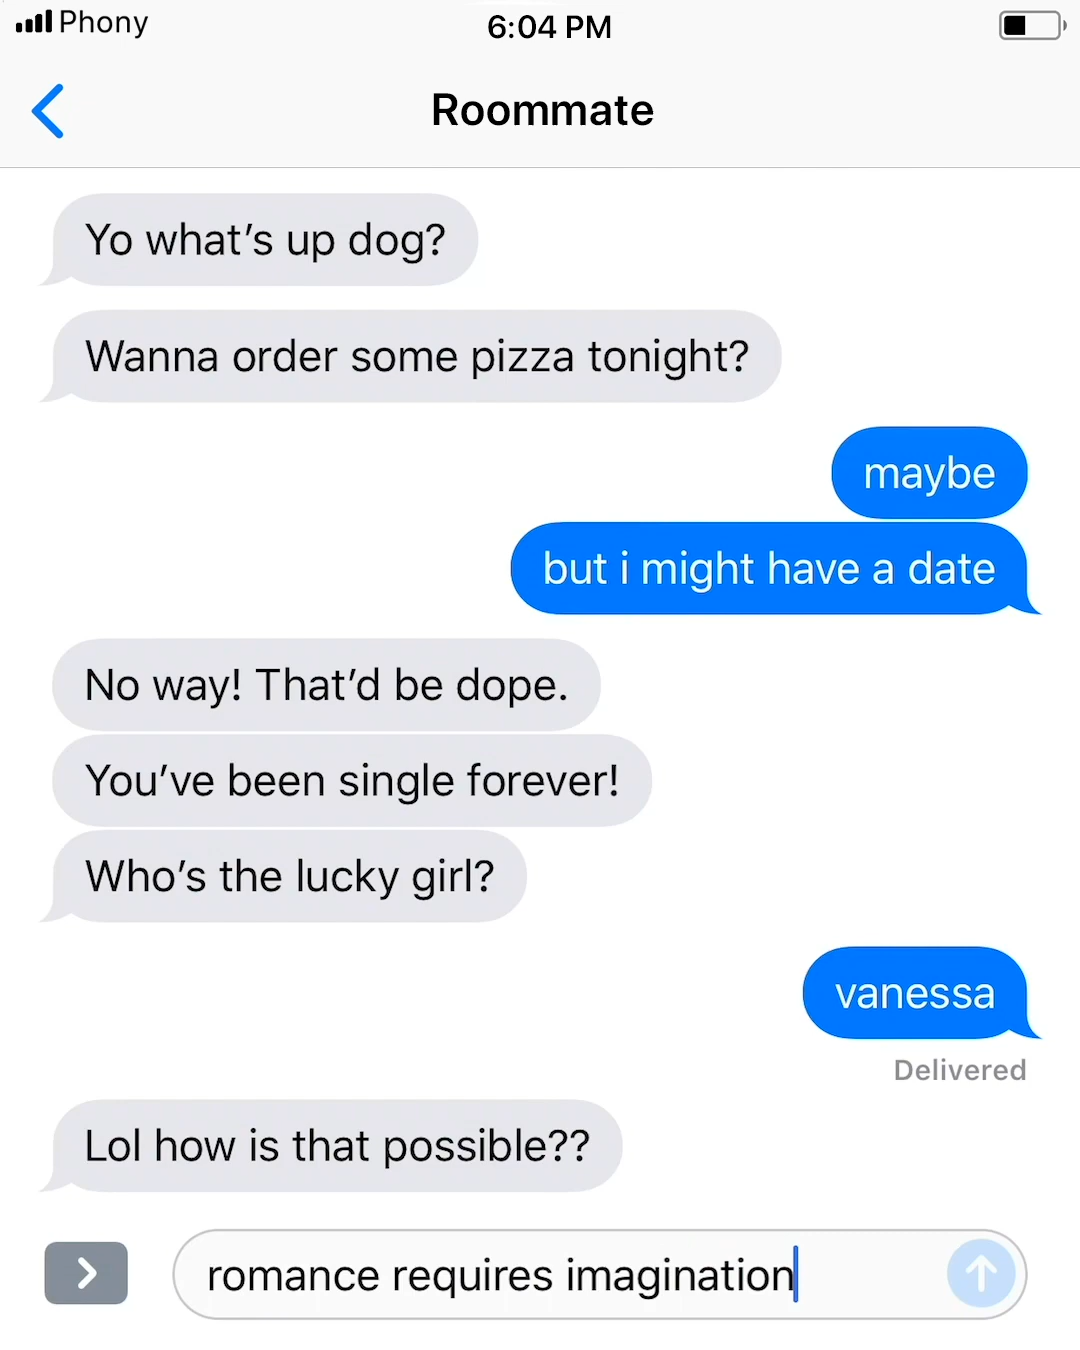 Phony
6:04 PM
Roommate
Yo what’s up dog?
Wanna order some pizza tonight?
maybe
but i might have a date
No way! That’d be dope.
You’ve been single forever!
Who’s the lucky girl?
vanessa
Delivered
Lol how is that possible??
romance requires imagination